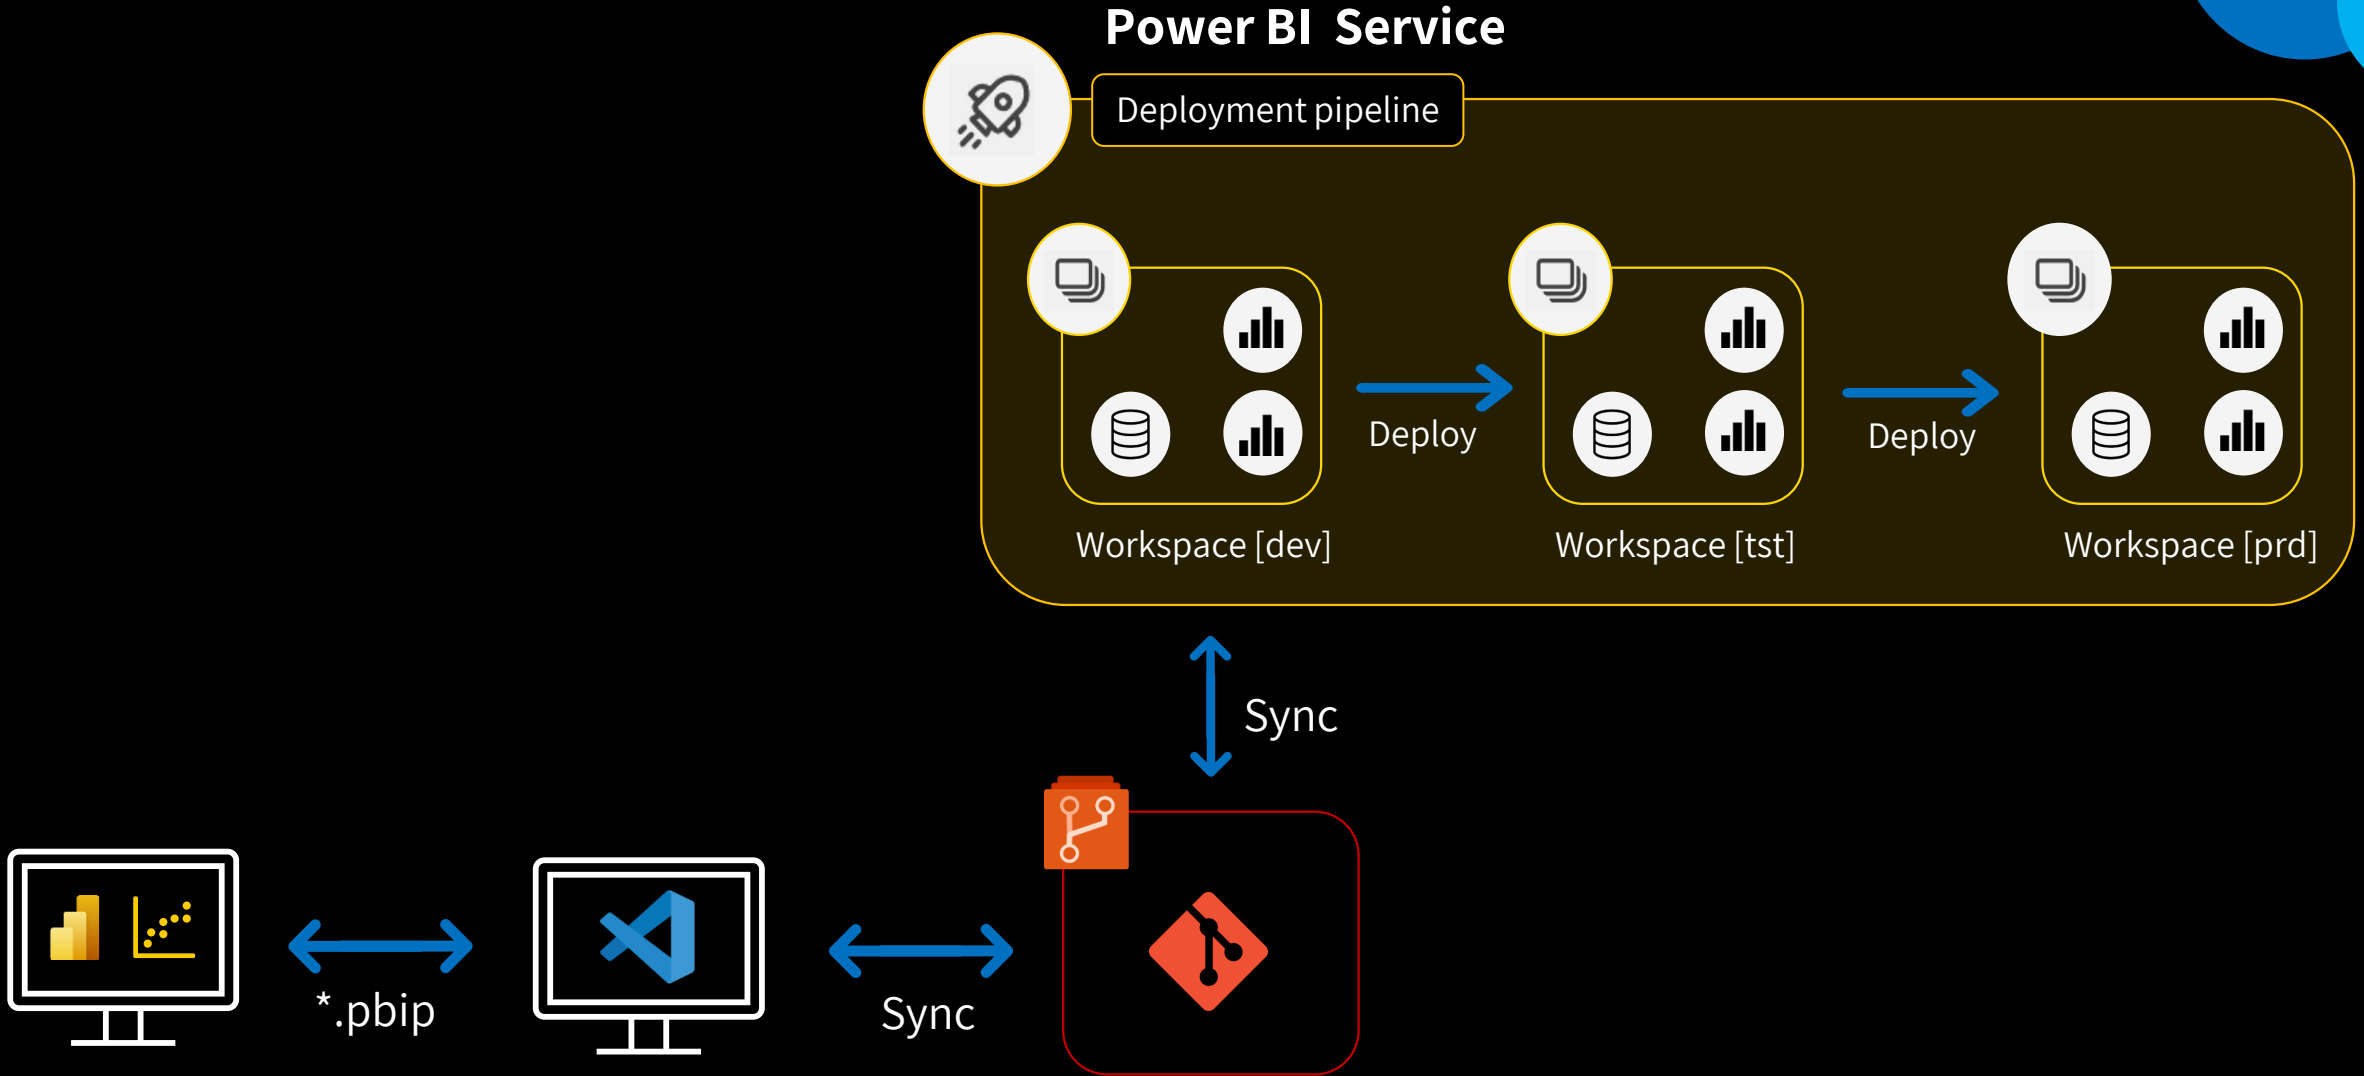 Power BI Service
Deployment pipeline
Deploy
Deploy
Workspace [dev]
Workspace [tst]
Workspace [prd]
Sync
*.pbip
Sync